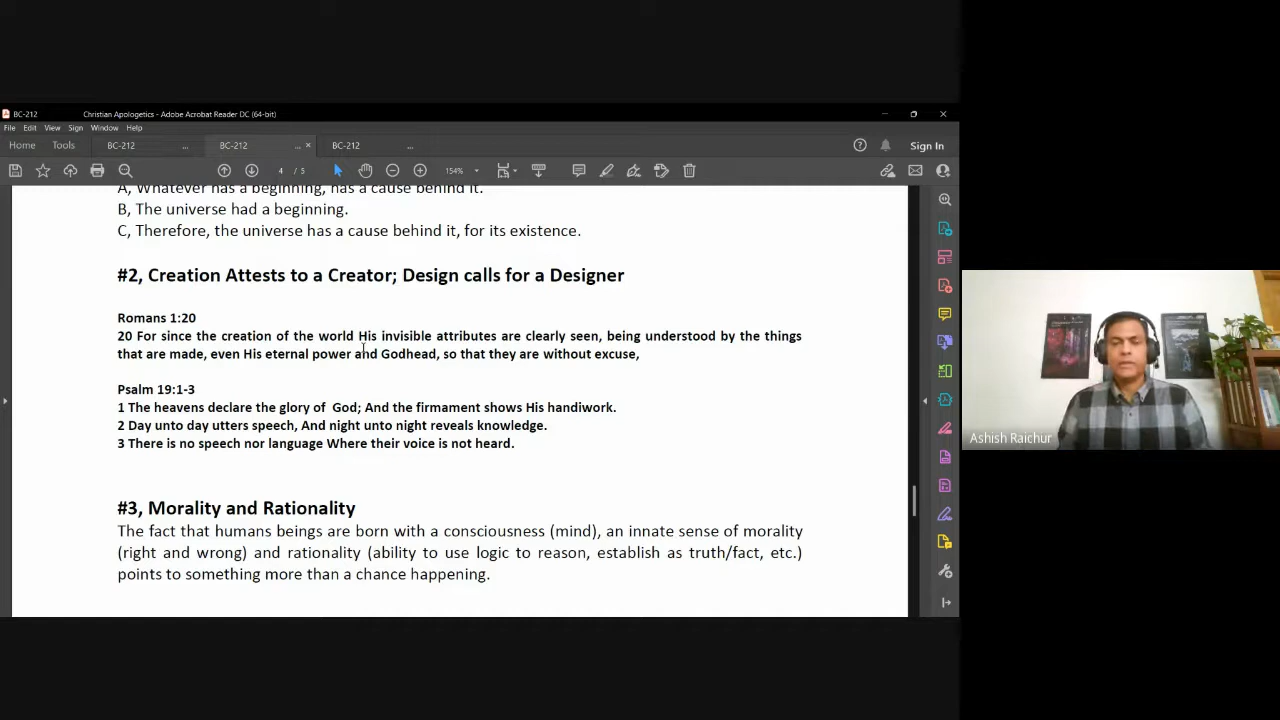 BC-212 Christian Apologetics - Adobe Acrobat Reader DC (64-bit)
File Edit View Sign Window Help
Home Tools BC-212 ... BC-212 ... × BC-212 ... Sign In
4 / 5 154%
A, Whatever has a beginning, has a cause behind it.
B, The universe had a beginning.
C, Therefore, the universe has a cause behind it, for its existence.
#2, Creation Attests to a Creator; Design calls for a Designer
Romans 1:20
20 For since the creation of the world His invisible attributes are clearly seen, being understood by the things
that are made, even His eternal power and Godhead, so that they are without excuse,
Psalm 19:1-3
1 The heavens declare the glory of God; And the firmament shows His handiwork.
2 Day unto day utters speech, And night unto night reveals knowledge.
3 There is no speech nor language Where their voice is not heard.
#3, Morality and Rationality
The fact that humans beings are born with a consciousness (mind), an innate sense of morality
(right and wrong) and rationality (ability to use logic to reason, establish as truth/fact, etc.)
points to something more than a chance happening.
Ashish Raichur